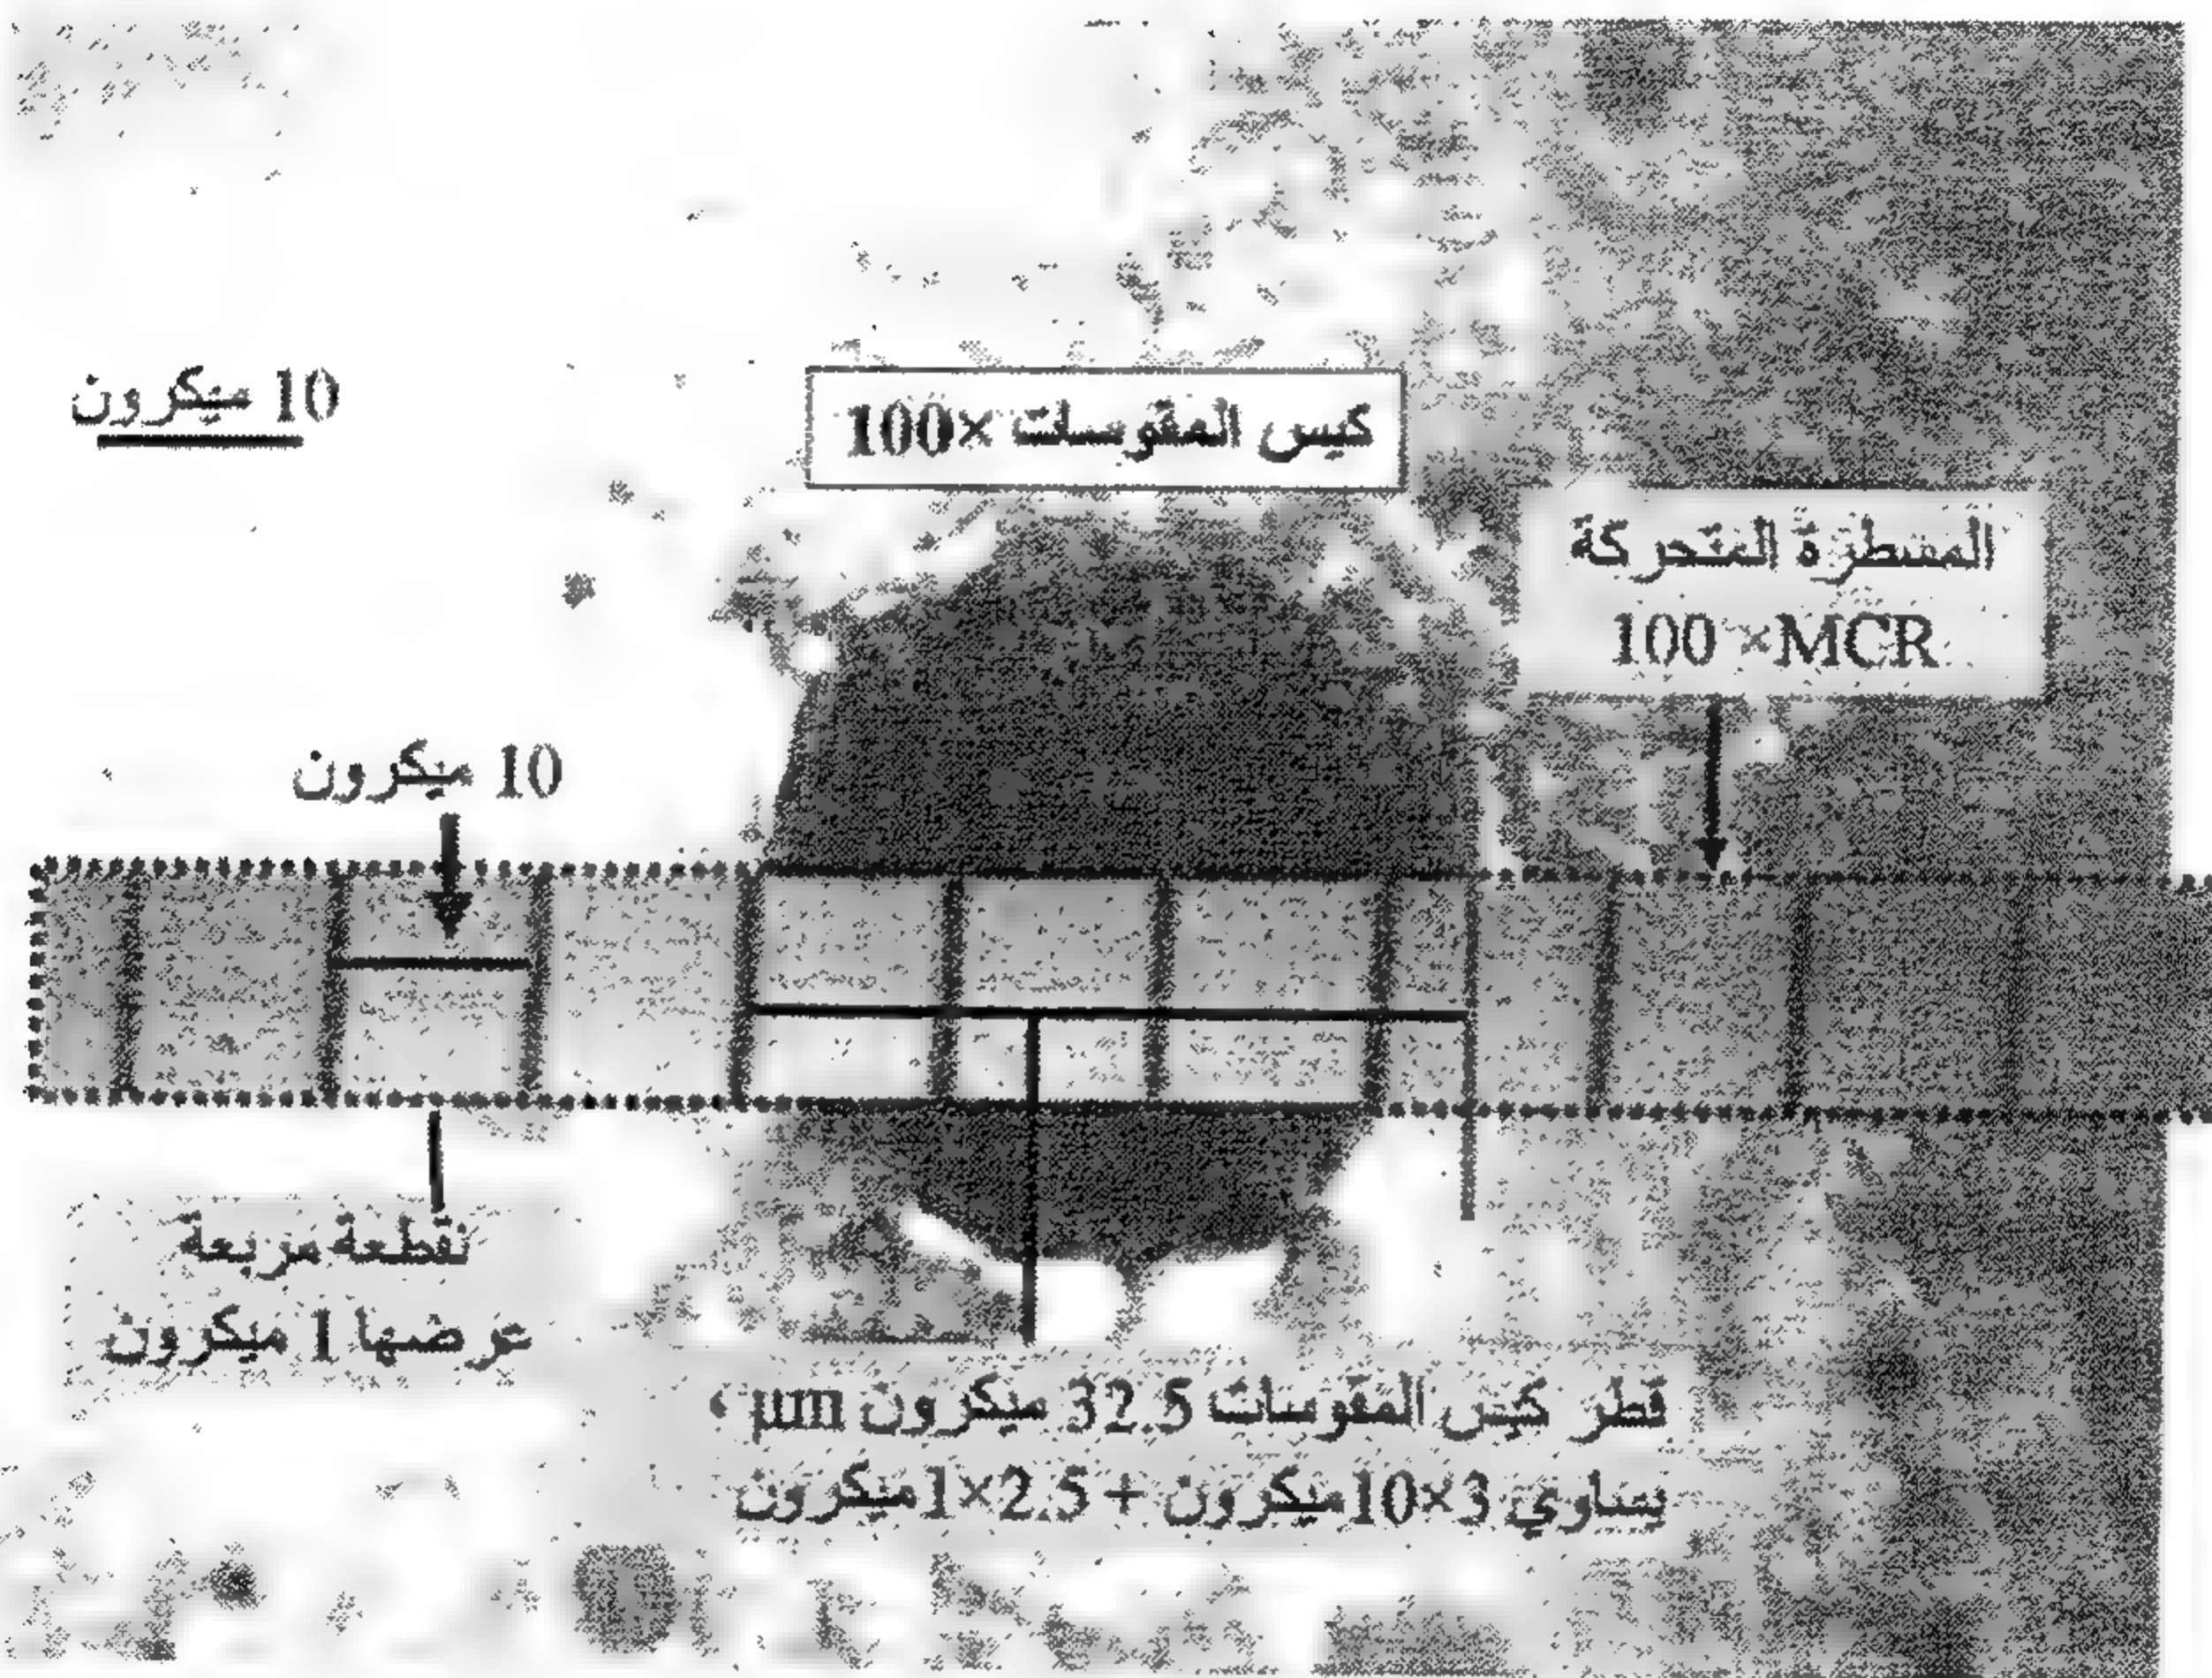 10 ميكرون
كيس المقوسات ×100
المسطرة المتحركة
100 ×MCR
10 ميكرون
نقطعة مربعة
عرضها 1 ميكرون
قطر كيس المقوسات 32.5 ميكرون µm ،
يساوي 3×10ميكرون + 2.5×1ميكرون